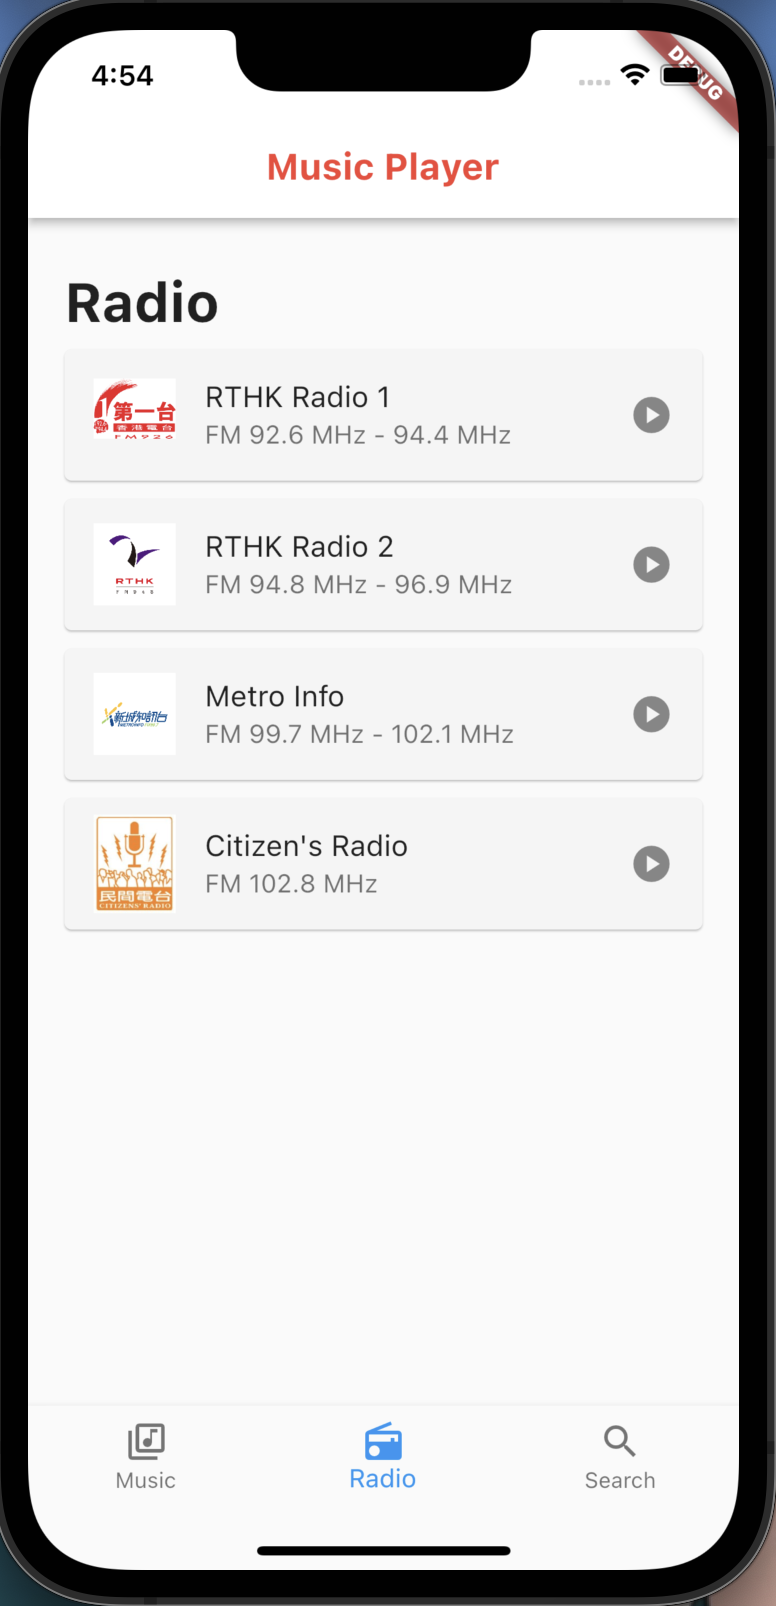 4:54
DEBUG
Music Player
Radio
第一台
香港電台
FM926
RTHK Radio 1
FM 92.6 MHz - 94.4 MHz
RTHK
RTHK Radio 2
FM 94.8 MHz - 96.9 MHz
新城知訊台
Metro Info
FM 99.7 MHz - 102.1 MHz
民間電台
CITIZENS' RADIO
Citizen's Radio
FM 102.8 MHz
Music
Radio
Search